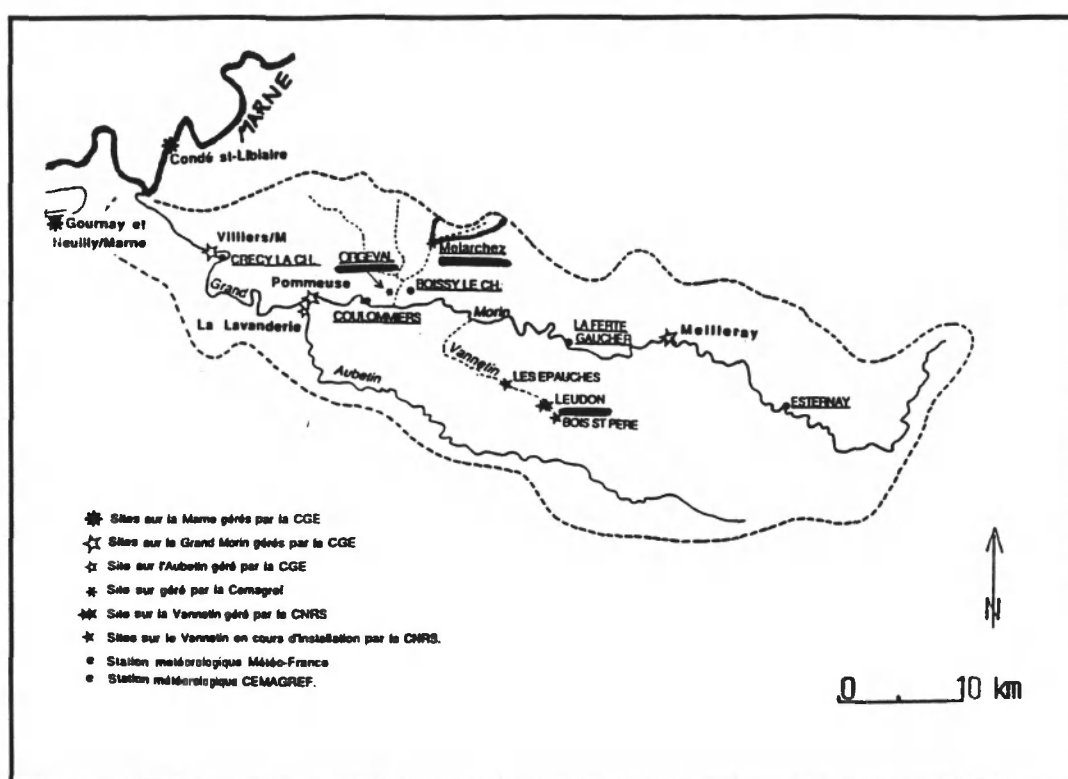 MARNE
Condé st-Libiaire
Gournay et
Neuilly/Marne
Villiers/M
CRECY LA CH.
ORGEVAL
Melarchez
BOISSY LE CH.
Grand
Pommeuse
COULOMMIERS
La Lavanderie
Morin
LA FERTE
GAUCHER
Meilleray
Vannetin
LES EPAUCHES
Aubetin
LEUDON
BOIS ST PERE
ESTERNAY
Sites sur la Marne gérés par la CGE
Sites sur le Grand Morin gérés par la CGE
Site sur l'Aubetin géré par la CGE
Site sur géré par la Cemagref
Site sur la Vannetin géré par la CNRS
Sites sur le Vannetin en cours d'installation par la CNRS.
Station météorologique Météo-France
Station météorologique CEMAGREF.
N
0 10 km